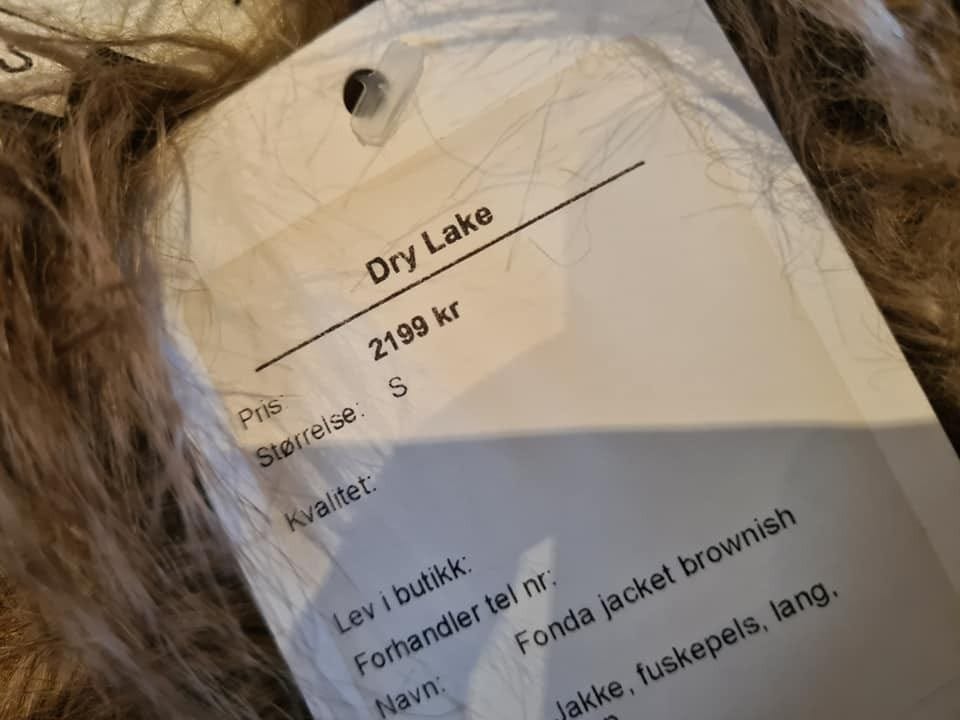 Dry Lake
Pris: 2199 kr
Størrelse: S
Kvalitet:
Lev i butikk:
Forhandler tel nr:
Navn: Fonda jacket brownish
Jakke, fuskepels, lang,